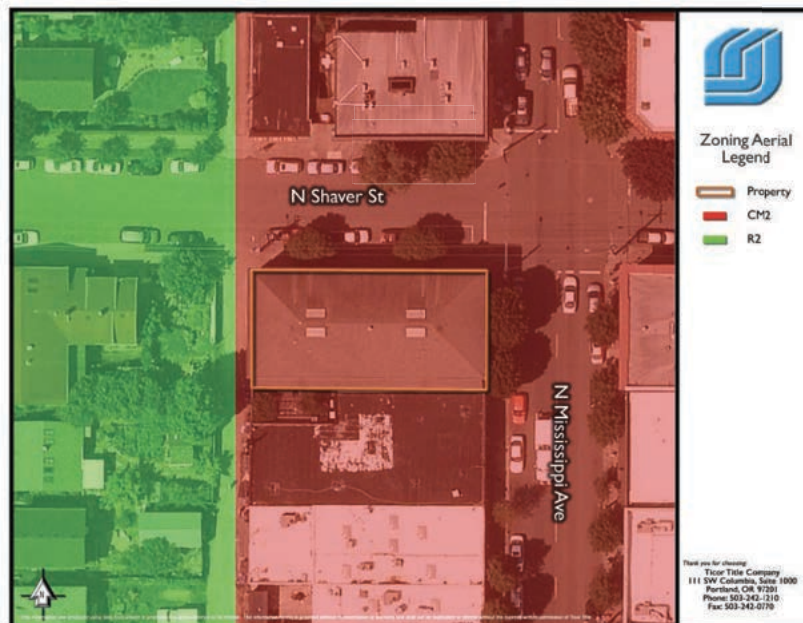 N Shaver St
N Mississippi Ave
Zoning Aerial
Legend
Property
CM2
R2
Thank you for choosing
Ticor Title Company
111 SW Columbia, Suite 1000
Portland, OR 97201
Phone: 503-242-1210
Fax: 503-242-0770